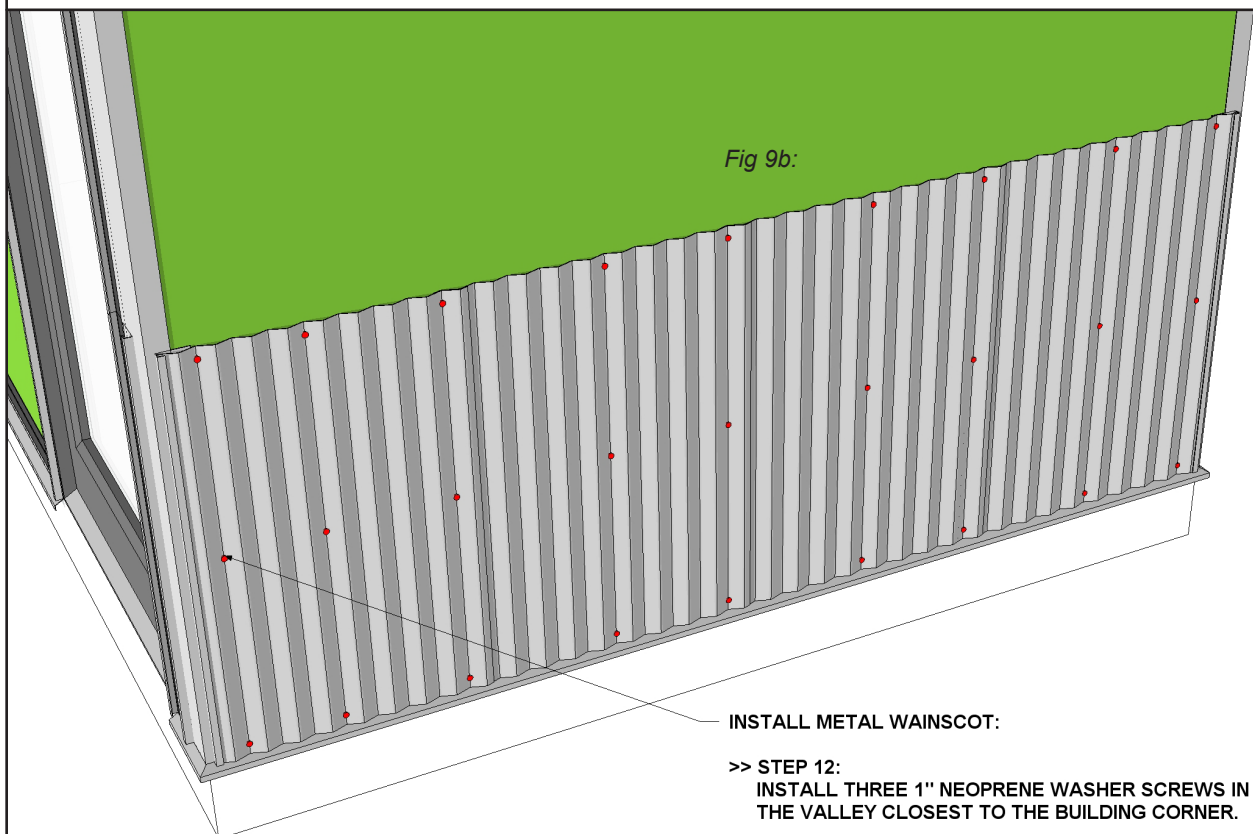 Fig 9b:
INSTALL METAL WAINSCOT:
>> STEP 12:
INSTALL THREE 1" NEOPRENE WASHER SCREWS IN
THE VALLEY CLOSEST TO THE BUILDING CORNER.